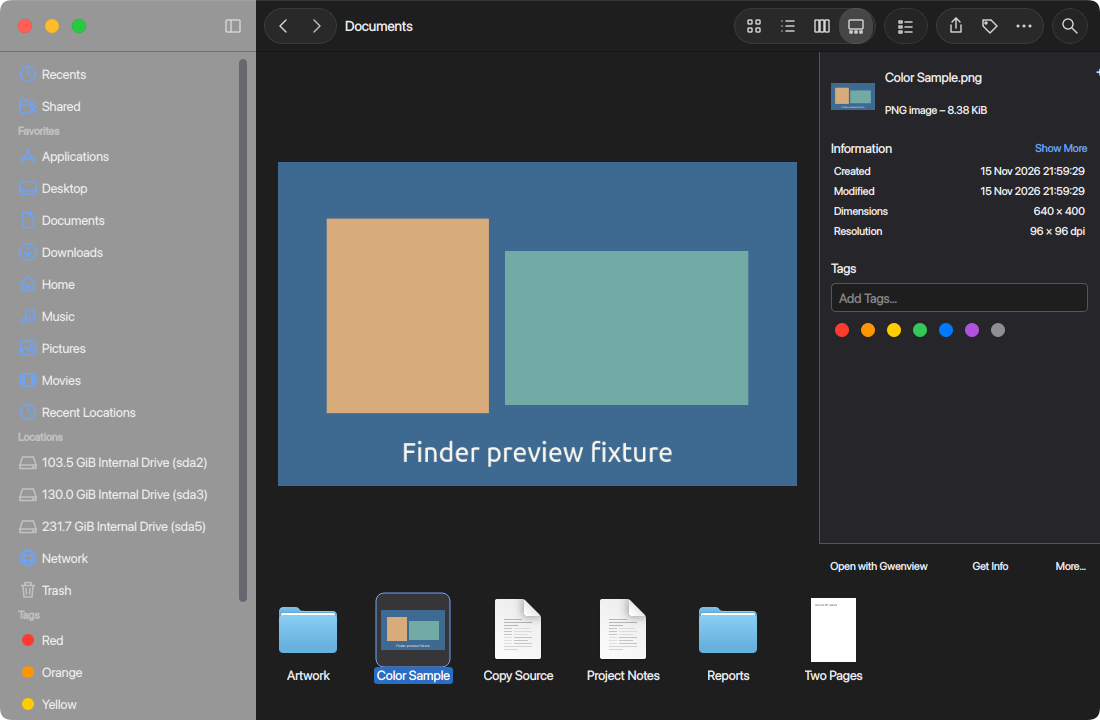 Documents
Recents
Shared
Favorites
Applications
Desktop
Documents
Downloads
Home
Music
Pictures
Movies
Recent Locations
Locations
103.5 GiB Internal Drive (sda2)
130.0 GiB Internal Drive (sda3)
231.7 GiB Internal Drive (sda5)
Network
Trash
Tags
Red
Orange
Yellow
Finder preview fixture
Color Sample.png
PNG image – 8.38 KiB
Information Show More
Created 15 Nov 2026 21:59:29
Modified 15 Nov 2026 21:59:29
Dimensions 640 × 400
Resolution 96 × 96 dpi
Tags
Add Tags...
Open with Gwenview Get Info More...
Artwork Color Sample Copy Source Project Notes Reports Two Pages